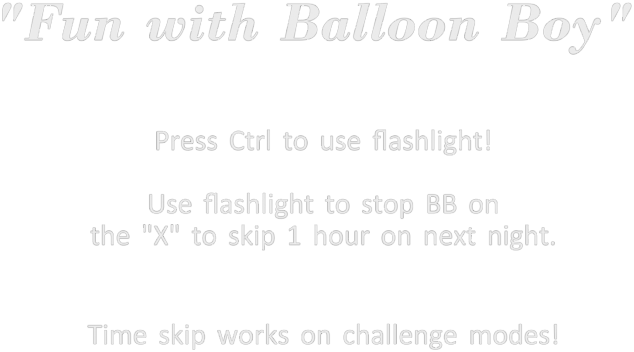 "Fun with Balloon Boy"
Press Ctrl to use flashlight!
Use flashlight to stop BB on
the "X" to skip 1 hour on next night.
Time skip works on challenge modes!